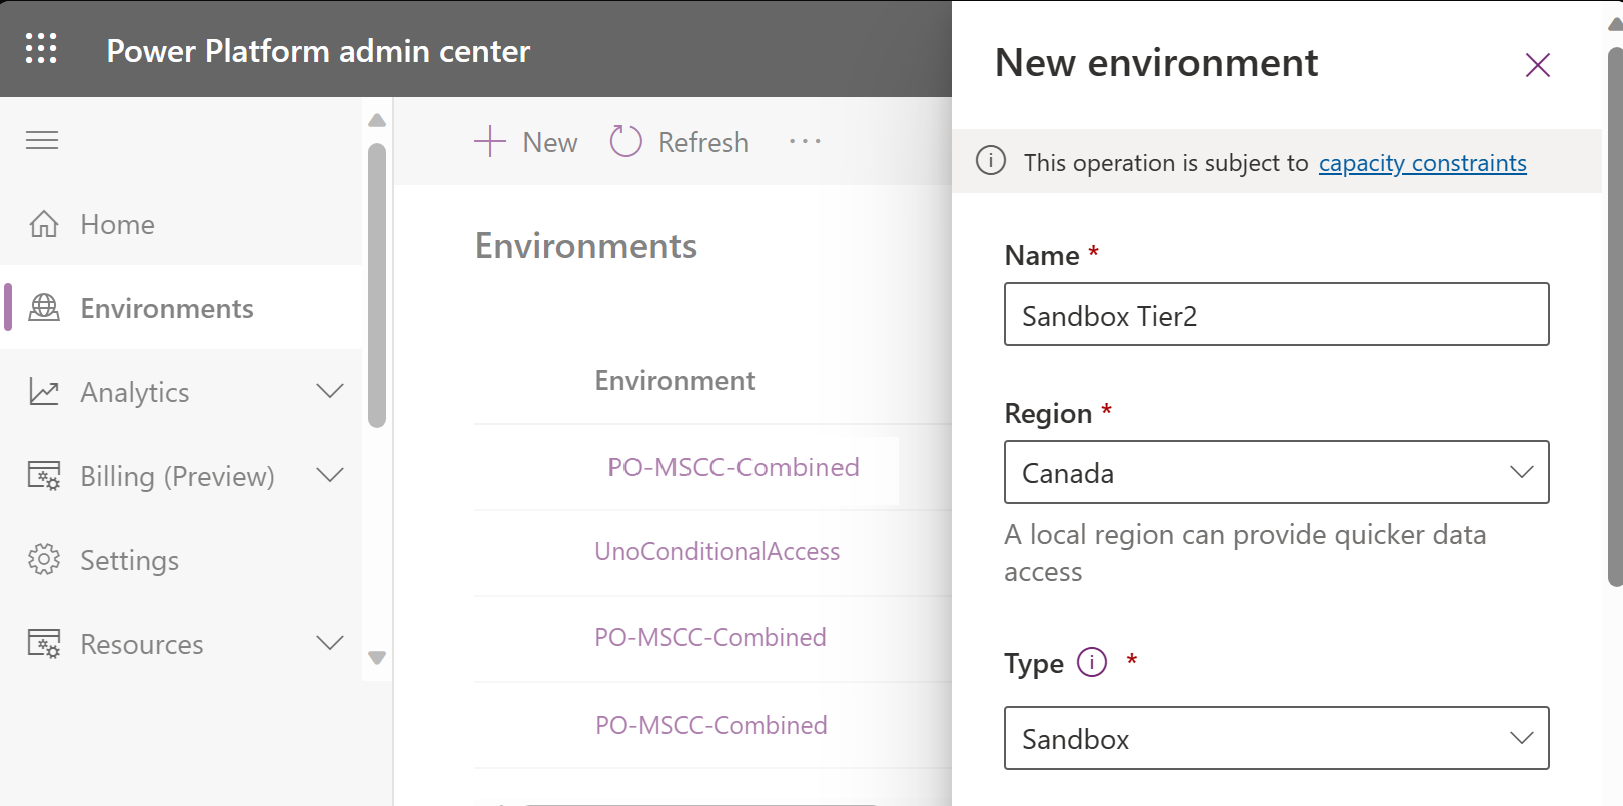 Power Platform admin center
Home
Environments
Analytics
Billing (Preview)
Settings
Resources
New
Refresh
Environments
Environment
PO-MSCC-Combined
UnoConditionalAccess
PO-MSCC-Combined
PO-MSCC-Combined
New environment
This operation is subject to capacity constraints
Name *
Sandbox Tier2
Region *
Canada
A local region can provide quicker data
access
Type *
Sandbox